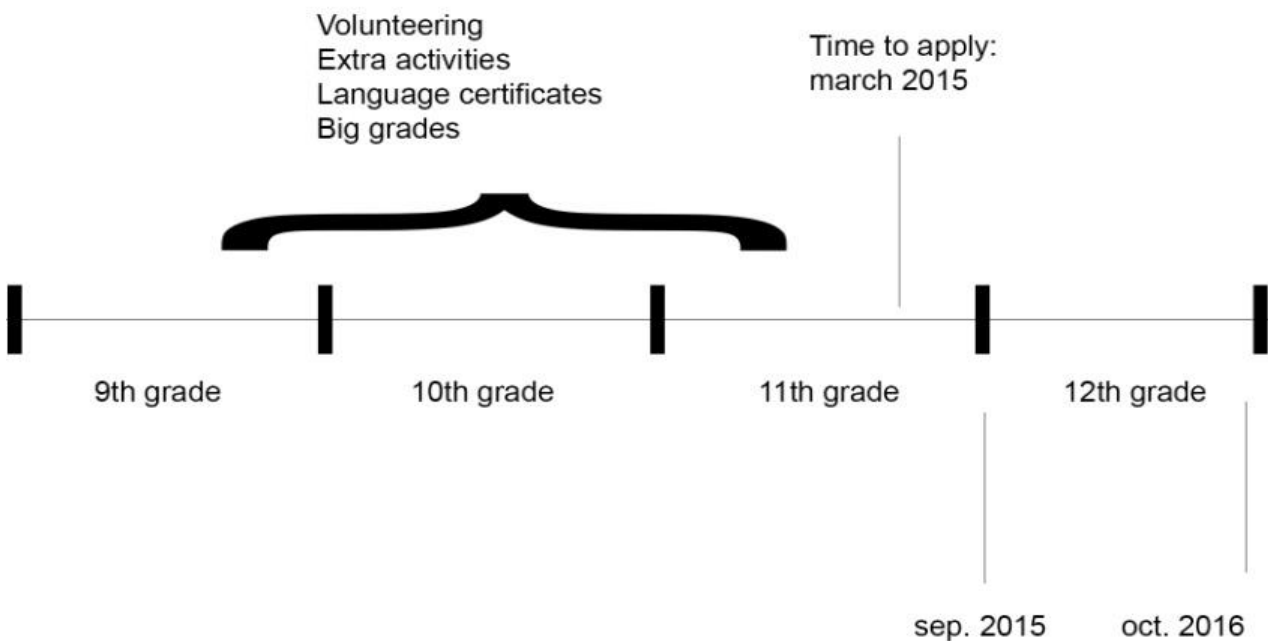 Volunteering
Extra activities
Language certificates
Big grades
Time to apply:
march 2015
9th grade
10th grade
11th grade
12th grade
sep. 2015
oct. 2016